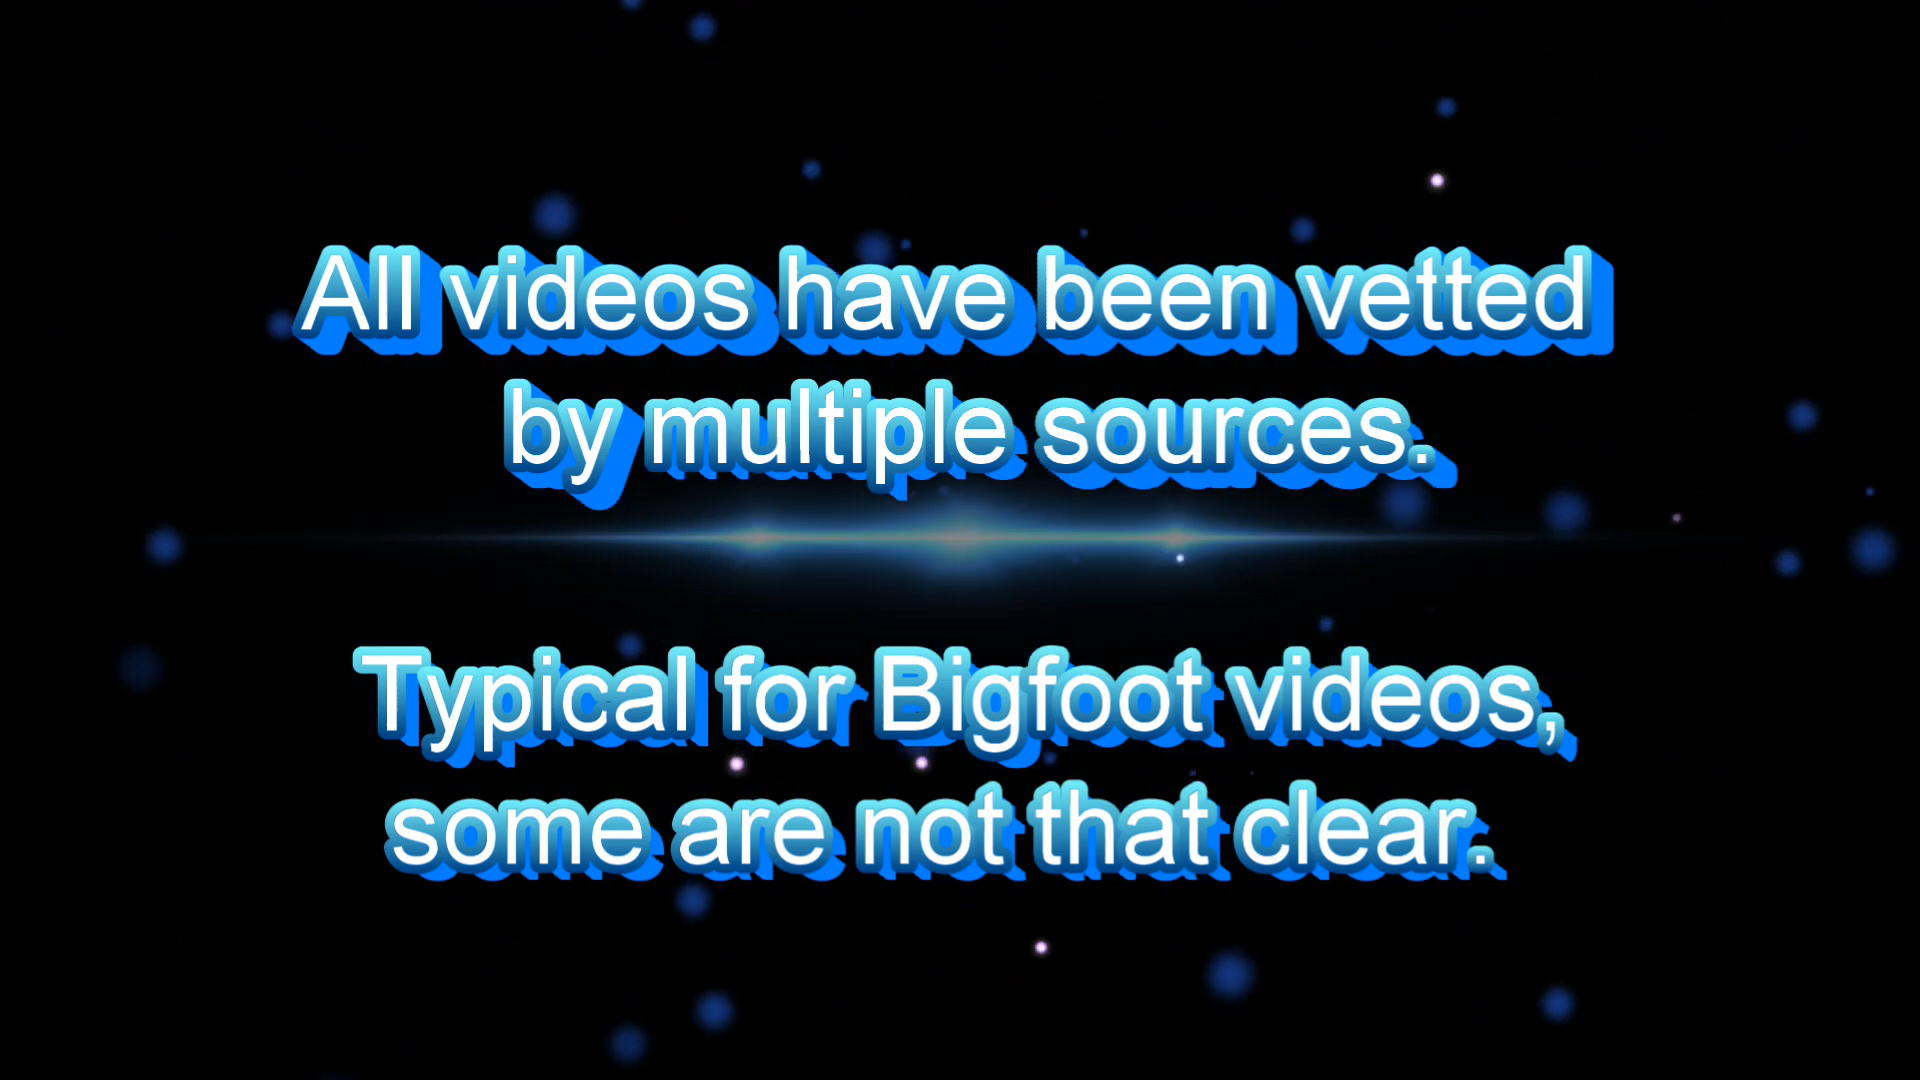 All videos have been vetted
by multiple sources.
Typical for Bigfoot videos,
some are not that clear.